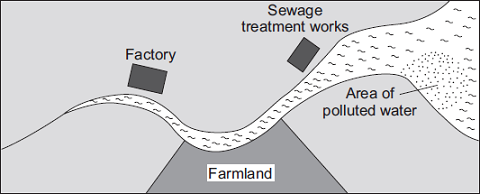 Sewage
treatment works
Factory
Area of
polluted water
Farmland